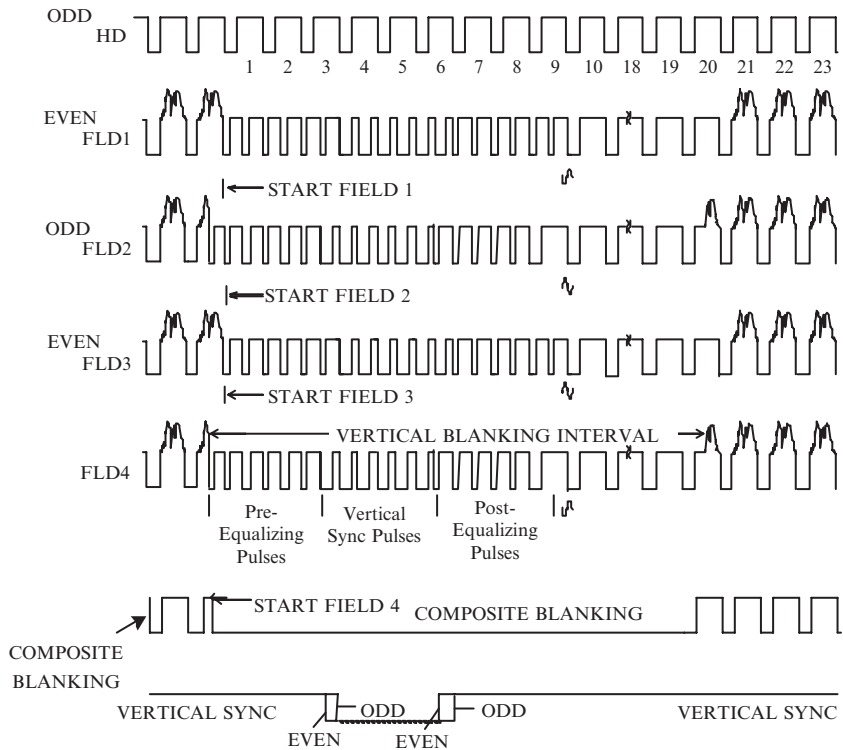 ODD
HD
1 2 3 4 5 6 7 8 9 10 18 19 20 21 22 23
EVEN
FLD1
START FIELD 1
ODD
FLD2
START FIELD 2
EVEN
FLD3
START FIELD 3
VERTICAL BLANKING INTERVAL
FLD4
Pre-
Equalizing
Pulses
Vertical
Sync Pulses
Post-
Equalizing
Pulses
START FIELD 4
COMPOSITE BLANKING
COMPOSITE
BLANKING
VERTICAL SYNC
ODD
ODD
VERTICAL SYNC
EVEN
EVEN